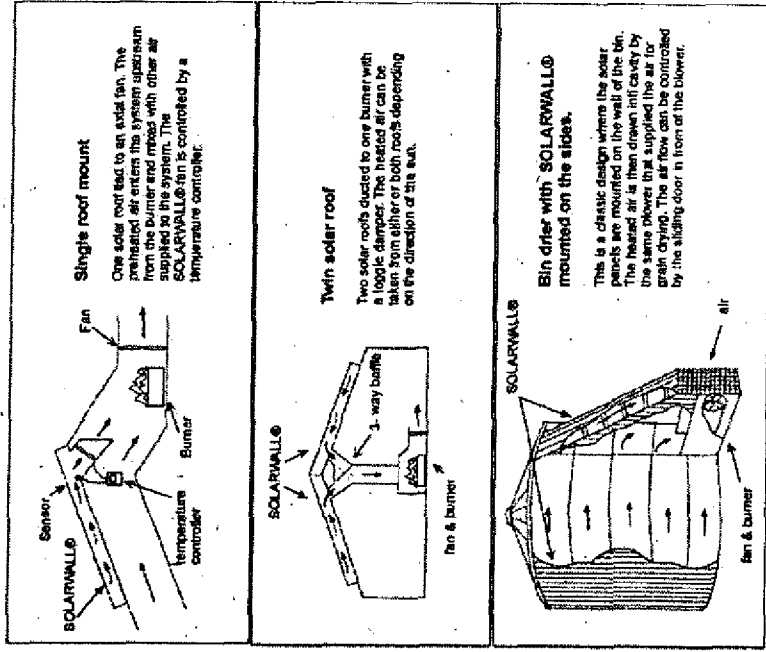 Single roof mount
One solar roof tied to an axial fan. The
preheated air enters the system upstream
from the burner and mixed with other air
supplied to the system. The
SOLARWALL® fan is controlled by a
temperature controller.
Sensor
SOLARWALL®
Fan
Burner
temperature
controller
Twin solar roof
Two solar roofs ducted to one burner with
a toggle damper. The heated air can be
taken from either or both roofs depending
on the direction of the sun.
SOLARWALL®
3- way baffle
fan & burner
Bin drier with SOLARWALL®
mounted on the sides.
This is a classic design where the solar
panels are mounted on the wall of the bin.
The heated air is then drawn cavity by
the same blower that supplied the air for
grain drying. The air flow can be controlled
by the sliding door in front of the blower.
SOLARWALL®
air
fan & burner